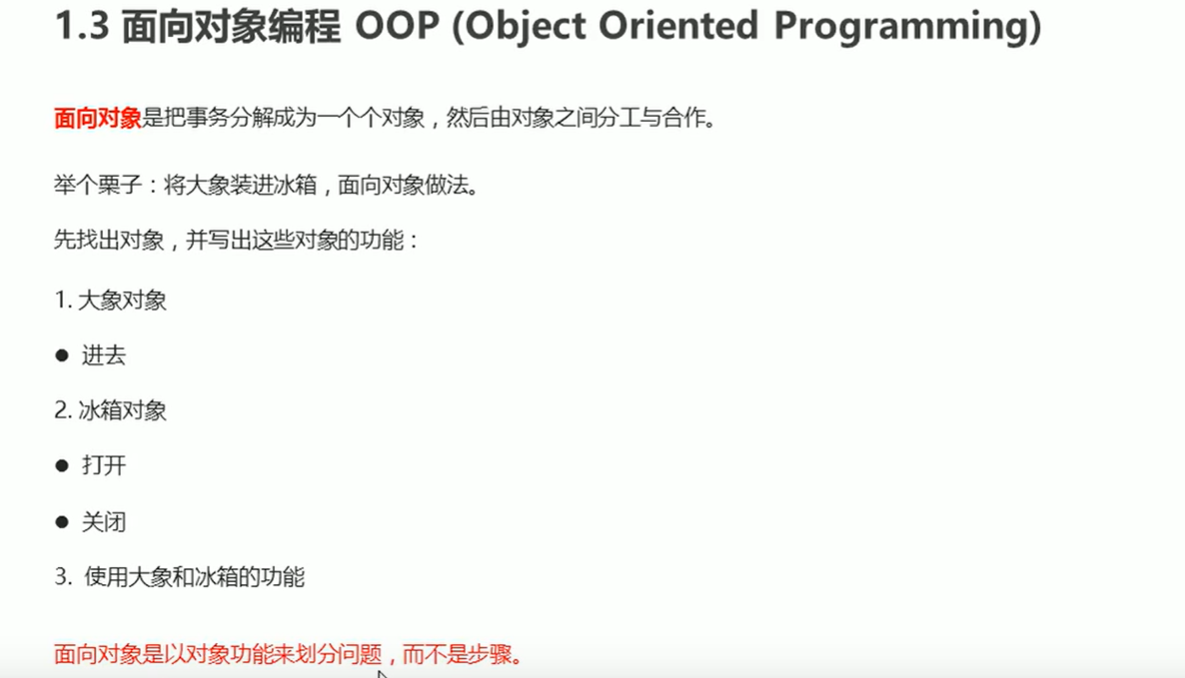 1.3 面向对象编程 OOP (Object Oriented Programming)
面向对象是把事务分解成为一个个对象，然后由对象之间分工与合作。
举个栗子：将大象装进冰箱，面向对象做法。
先找出对象，并写出这些对象的功能：
1. 大象对象
● 进去
2. 冰箱对象
● 打开
● 关闭
3. 使用大象和冰箱的功能
面向对象是以对象功能来划分问题，而不是步骤。